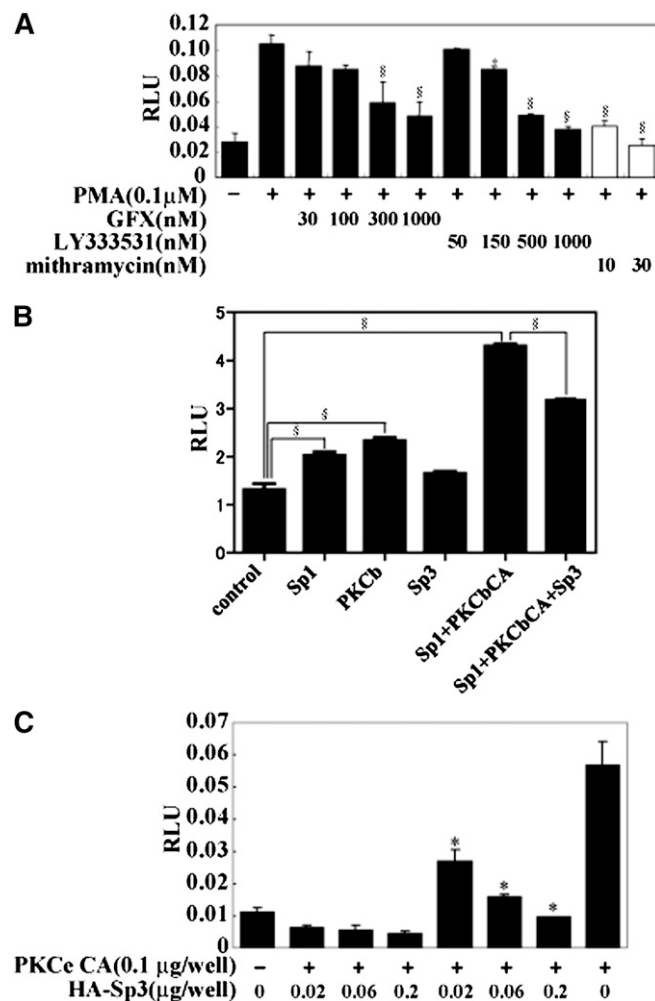 A
0.12
0.10
0.08
0.06
0.04
0.02
0
RLU
§ § * § § § § §
PMA(0.1μM) − + + + + + + + + + + +
GFX(nM) 30 100 300 1000
LY333531(nM) 50 150 500 1000
mithramycin(nM) 10 30
B
5
4
3
2
1
0
RLU
§ §
§
§
control Sp1 PKCb Sp3 Sp1+PKCbCA Sp1+PKCbCA+Sp3
C
0.07
0.06
0.05
0.04
0.03
0.02
0.01
0
RLU
* * *
PKCe CA(0.1 μg/well) − + + + + + + +
HA-Sp3(μg/well) 0 0.02 0.06 0.2 0.02 0.06 0.2 0